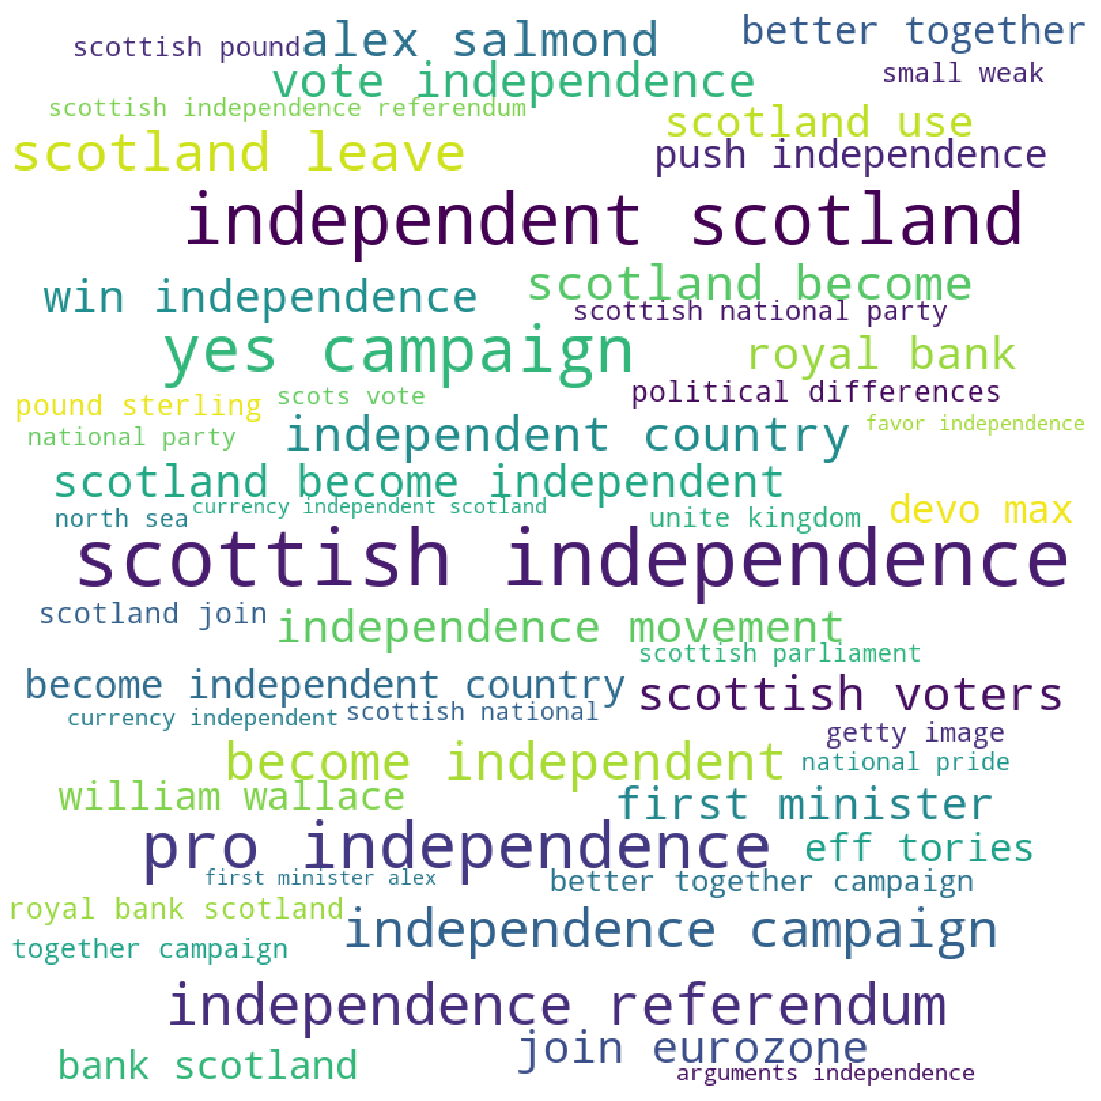 scottish pound
alex salmond
better together
vote independence
small weak
scottish independence referendum
scotland use
scotland leave
push independence
independent scotland
win independence
scotland become
scottish national party
yes campaign
royal bank
political differences
pound sterling
scots vote
favor independence
national party
independent country
scotland become independent
currency independent scotland
north sea
unite kingdom
devo max
scottish independence
scotland join
independence movement
scottish parliament
become independent country
scottish voters
currency independent
scottish national
getty image
become independent
national pride
william wallace
first minister
pro independence
eff tories
first minister alex
better together campaign
royal bank scotland
independence campaign
together campaign
independence referendum
join eurozone
bank scotland
arguments independence